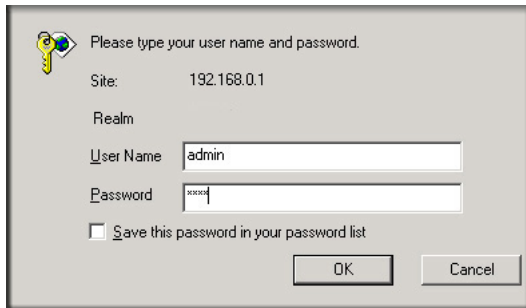 Please type your user name and password.
Site: 192.168.0.1
Realm
User Name admin
Password ****
Save this password in your password list
OK Cancel